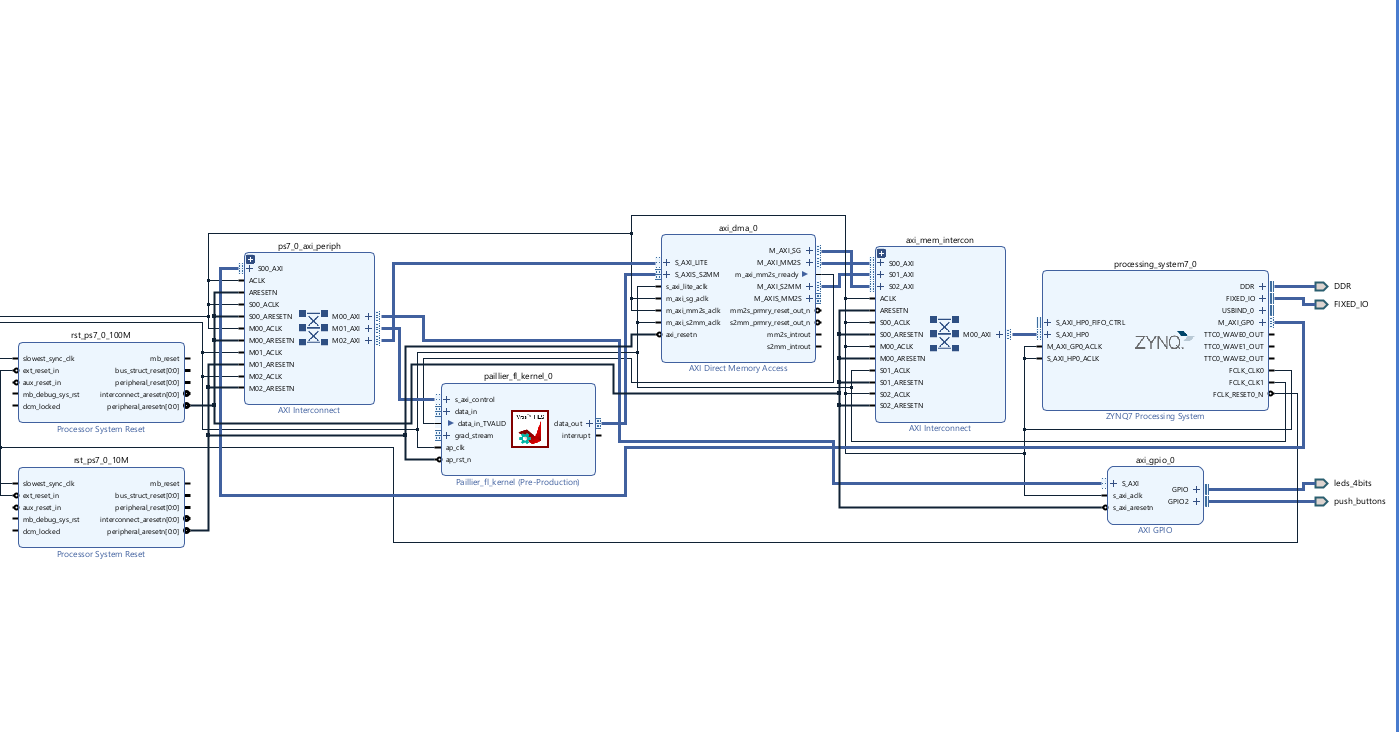 rst_ps7_0_100M
slowest_sync_clk
mb_reset
ext_reset_in
bus_struct_reset[0:0]
aux_reset_in
peripheral_reset[0:0]
mb_debug_sys_rst
interconnect_aresetn[0:0]
dcm_locked
peripheral_aresetn[0:0]
Processor System Reset
rst_ps7_0_10M
slowest_sync_clk
mb_reset
ext_reset_in
bus_struct_reset[0:0]
aux_reset_in
peripheral_reset[0:0]
mb_debug_sys_rst
interconnect_aresetn[0:0]
dcm_locked
peripheral_aresetn[0:0]
Processor System Reset
ps7_0_axi_periph
S00_AXI
ACLK
ARESETN
S00_ACLK
S00_ARESETN
M00_AXI
M00_ACLK
M01_AXI
M00_ARESETN
M02_AXI
M01_ACLK
M01_ARESETN
M02_ACLK
M02_ARESETN
AXI Interconnect
paillier_fl_kernel_0
s_axi_control
data_in
data_in_TVALID
data_out
grad_stream
interrupt
ap_clk
ap_rst_n
Paillier_fl_kernel (Pre-Production)
axi_dma_0
M_AXI_SG
S_AXI_LITE
M_AXI_MM2S
S_AXIS_S2MM
m_axi_mm2s_rready
s_axi_lite_aclk
M_AXI_S2MM
m_axi_sg_aclk
M_AXIS_MM2S
m_axi_mm2s_aclk
mm2s_prmry_reset_out_n
m_axi_s2mm_aclk
s2mm_prmry_reset_out_n
axi_resetn
mm2s_introut
s2mm_introut
AXI Direct Memory Access
axi_mem_intercon
S00_AXI
S01_AXI
S02_AXI
ACLK
ARESETN
S00_ACLK
S00_ARESETN
M00_AXI
M00_ACLK
M00_ARESETN
S01_ACLK
S01_ARESETN
S02_ACLK
S02_ARESETN
AXI Interconnect
processing_system7_0
DDR
FIXED_IO
USBIND_0
S_AXI_HP0_FIFO_CTRL
M_AXI_GP0
S_AXI_HP0
TTC0_WAVE0_OUT
M_AXI_GP0_ACLK
TTC0_WAVE1_OUT
S_AXI_HP0_ACLK
TTC0_WAVE2_OUT
FCLK_CLK0
FCLK_CLK1
FCLK_RESET0_N
ZYNQ
ZYNQ7 Processing System
axi_gpio_0
S_AXI
GPIO
s_axi_aclk
GPIO2
s_axi_aresetn
AXI GPIO
DDR
FIXED_IO
leds_4bits
push_buttons